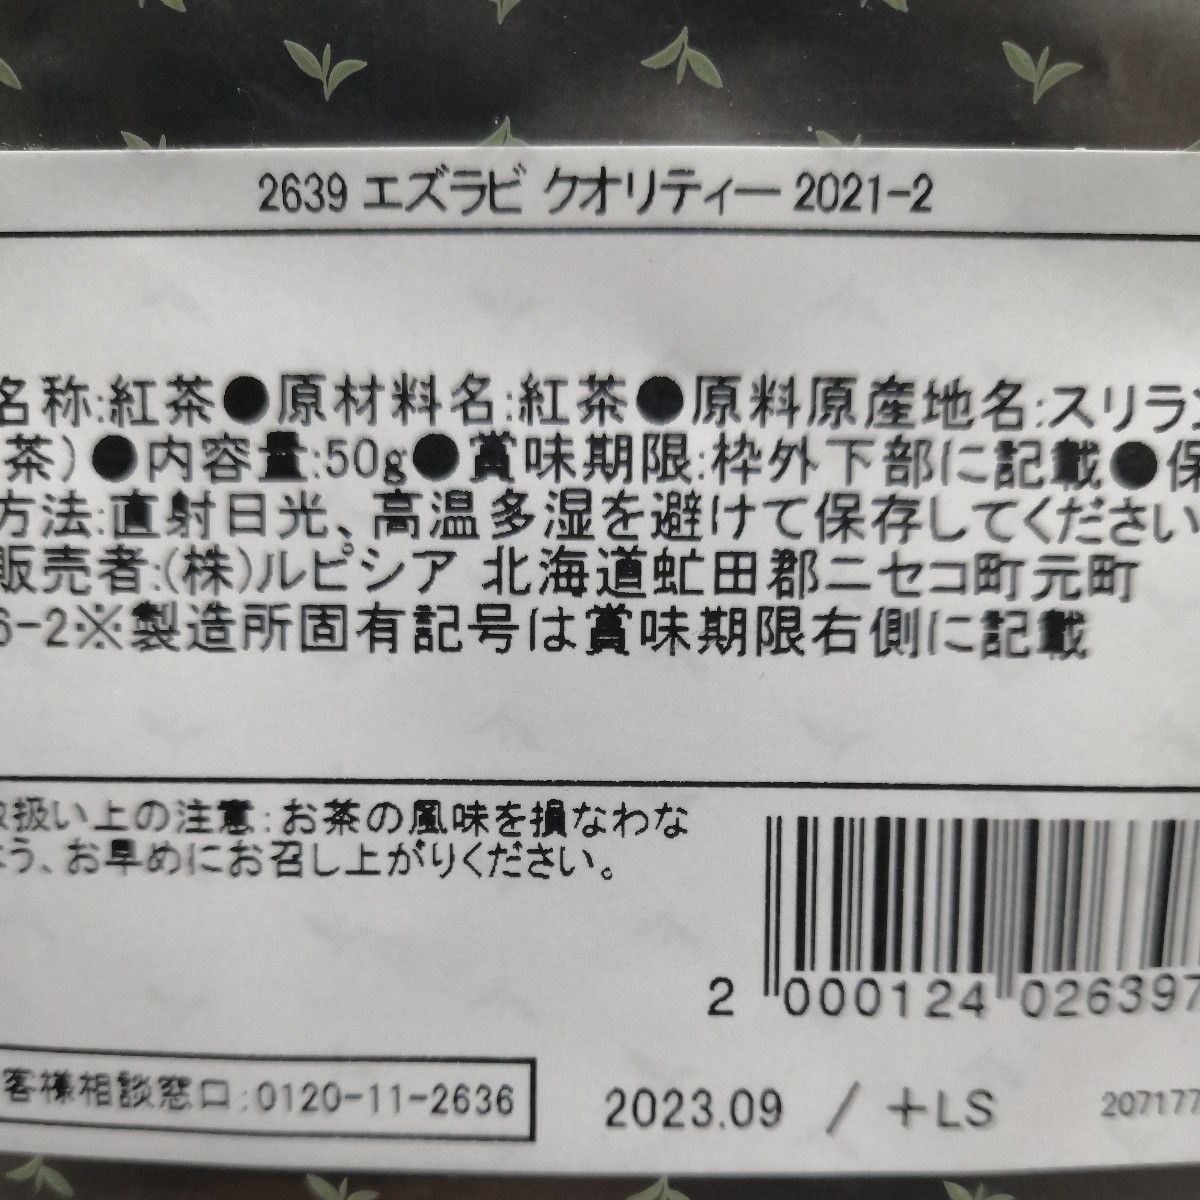 2639 エズラビ クオリティー 2021-2
名称:紅茶●原材料名:紅茶●原料原産地名:スリラ
茶)●内容量:50g●賞味期限:枠外下部に記載●保
方法:直射日光、高温多湿を避けて保存してください
販売者:(株)ルピシア 北海道虻田郡ニセコ町元町
6-2※製造所固有記号は賞味期限右側に記載
扱い上の注意:お茶の風味を損なわな
よう、お早めにお召し上がりください。
2 000124 026397
客様相談窓口:0120-11-2636
2023.09 / +LS
207177